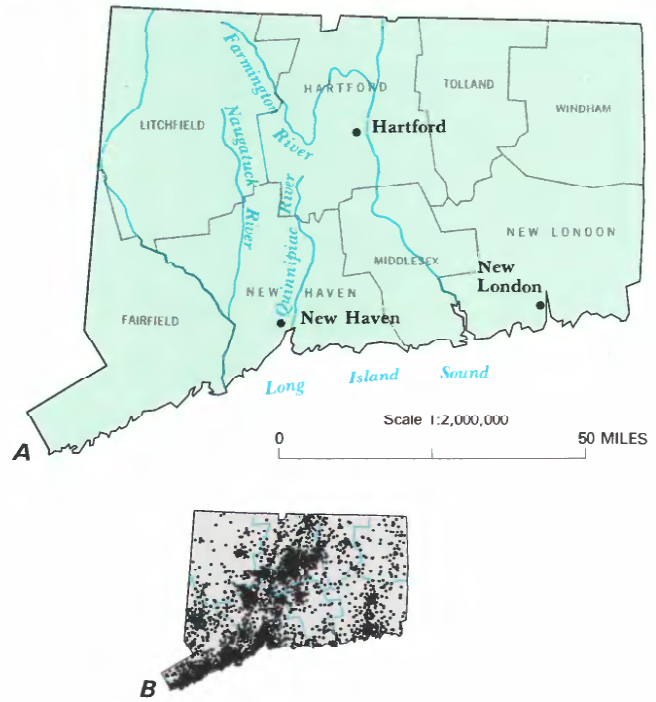 Farmington
River
HARTFORD
TOLLAND
WINDHAM
LITCHFIELD
Naugatuck
River
Hartford
Quinnipiac
River
NEW LONDON
MIDDLESEX
New
London
NEW HAVEN
New Haven
FAIRFIELD
Long Island Sound
Scale 1:2,000,000
A
0 50 MILES
B